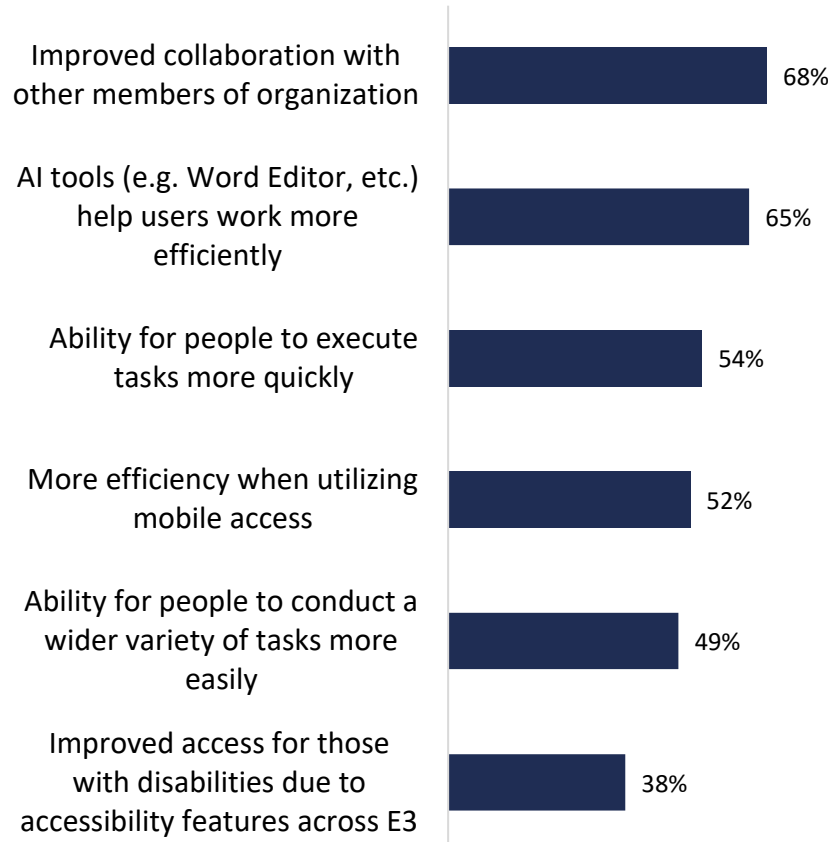 Improved collaboration with
other members of organization
68%
AI tools (e.g. Word Editor, etc.)
help users work more
efficiently
65%
Ability for people to execute
tasks more quickly
54%
More efficiency when utilizing
mobile access
52%
Ability for people to conduct a
wider variety of tasks more
easily
49%
Improved access for those
with disabilities due to
accessibility features across E3
38%